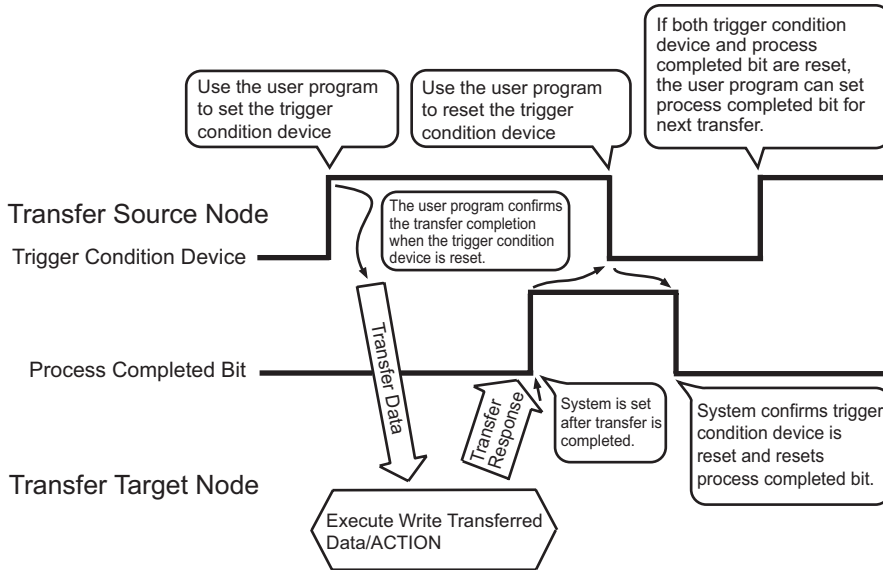 If both trigger condition
device and process
completed bit are reset,
the user program can set
process completed bit for
next transfer.
Use the user program
to set the trigger
condition device
Use the user program
to reset the trigger
condition device
Transfer Source Node
The user program confirms
the transfer completion
when the trigger condition
device is reset.
Trigger Condition Device
Transfer Data
Process Completed Bit
Transfer
Response
System is set
after transfer is
completed.
System confirms trigger
condition device is
reset and resets
process completed bit.
Transfer Target Node
Execute Write Transferred
Data/ACTION